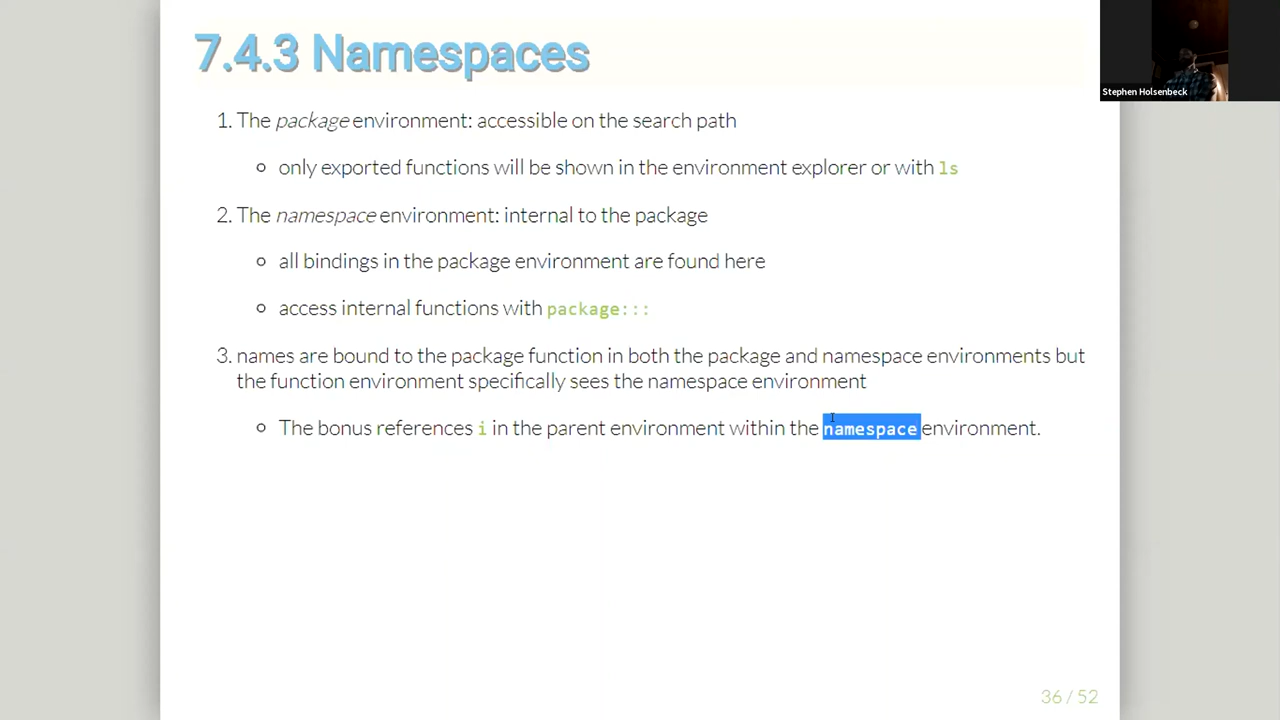 7.4.3 Namespaces
Stephen Holsenbeck
1. The package environment: accessible on the search path
only exported functions will be shown in the environment explorer or with ls
2. The namespace environment: internal to the package
all bindings in the package environment are found here
access internal functions with package:::
3. names are bound to the package function in both the package and namespace environments but
the function environment specifically sees the namespace environment
The bonus references i in the parent environment within the namespace environment.
36 / 52